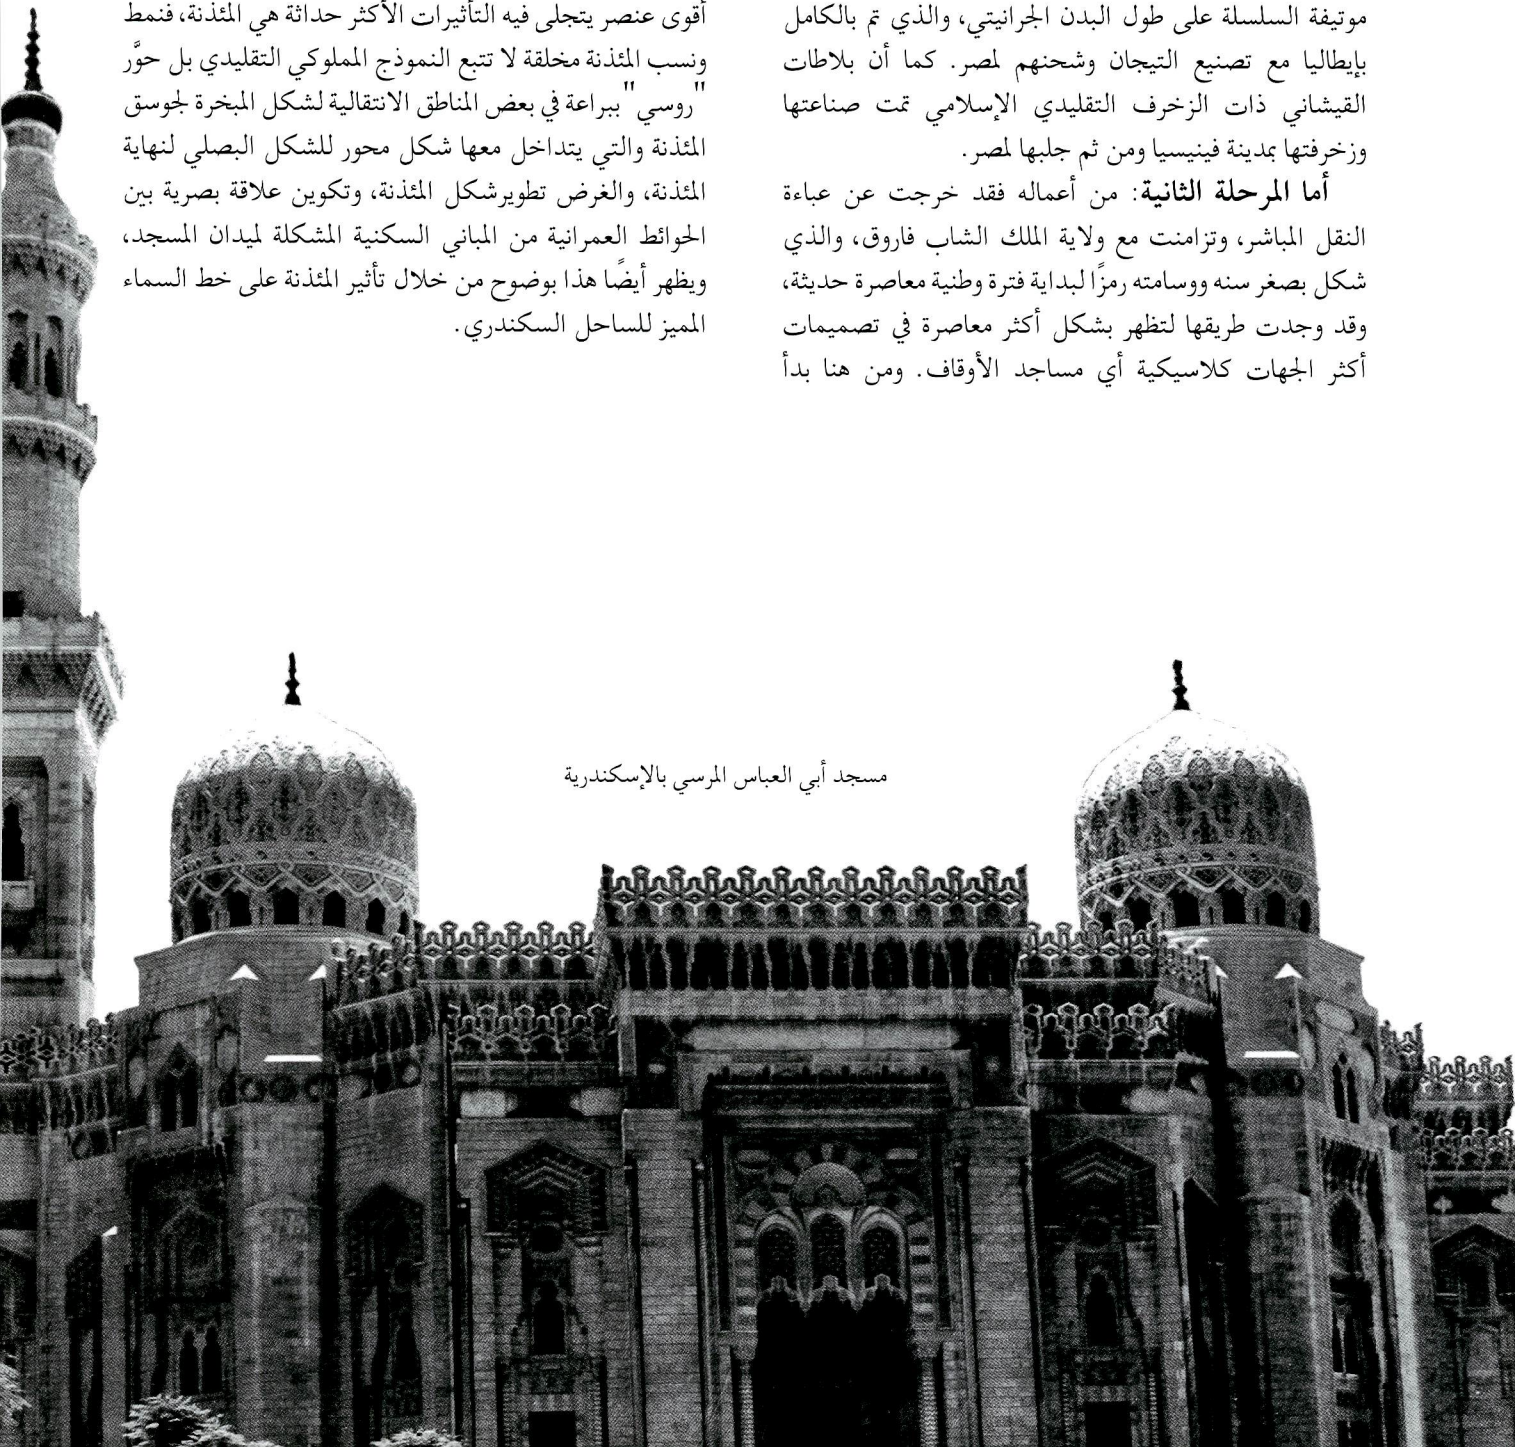 موتيفة السلسلة على طول البدن الجرانيتي، والذي تم بالكامل
بإيطاليا مع تصنيع التيجان وشحنهم لمصر. كما أن بلاطات
القيشاني ذات الزخرف التقليدي الإسلامي تمت صناعتها
وزخرفتها بمدينة فينيسيا ومن ثم جلبها لمصر.
أما المرحلة الثانية: من أعماله فقد خرجت عن عباءة
النقل المباشر، وتزامنت مع ولاية الملك الشاب فاروق، والذي
شكل بصغر سنه ووسامته رمزًا لبداية فترة وطنية معاصرة حديثة،
وقد وجدت طريقها لتظهر بشكل أكثر معاصرة في تصميمات
أكثر الجهات كلاسيكية أي مساجد الأوقاف. ومن هنا بدأ
أقوى عنصر يتجلى فيه التأثيرات الأكثر حداثة هي المئذنة، فنمط
ونسب المئذنة مخلقة لا تتبع النموذج المملوكي التقليدي بل حوَّر
"روسي" ببراعة في بعض المناطق الانتقالية لشكل المبخرة لجوسق
المئذنة والتي يتداخل معها شكل محور للشكل البصلي لنهاية
المئذنة، والغرض تطويرشكل المئذنة، وتكوين علاقة بصرية بين
الحوائط العمرانية من المباني السكنية المشكلة لميدان المسجد،
ويظهر أيضًا هذا بوضوح من خلال تأثير المئذنة على خط السماء
المميز للساحل السكندري.
مسجد أبي العباس المرسي بالإسكندرية